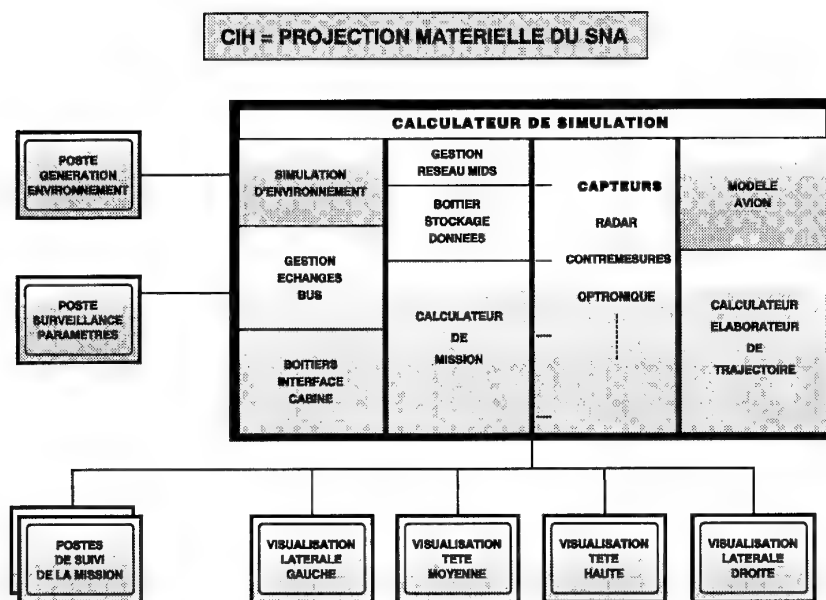 CIH = PROJECTION MATERIELLE DU SNA
CALCULATEUR DE SIMULATION
POSTE
GENERATION
ENVIRONNEMENT
POSTE
SURVEILLANCE
PARAMETRES
SIMULATION
D'ENVIRONNEMENT
GESTION
ECHANGES
BUS
BOITIERS
INTERFACE
CABINE
GESTION
RESEAU MIDS
BOITIER
STOCKAGE
DONNEES
CALCULATEUR
DE
MISSION
CAPTEURS
RADAR
CONTREMESURES
OPTRONIQUE
MODELE
AVION
CALCULATEUR
ELABORATEUR
DE
TRAJECTOIRE
POSTES
DE SUIVI
DE LA MISSION
VISUALISATION
LATERALE
GAUCHE
VISUALISATION
TETE
MOYENNE
VISUALISATION
TETE
HAUTE
VISUALISATION
LATERALE
DROITE